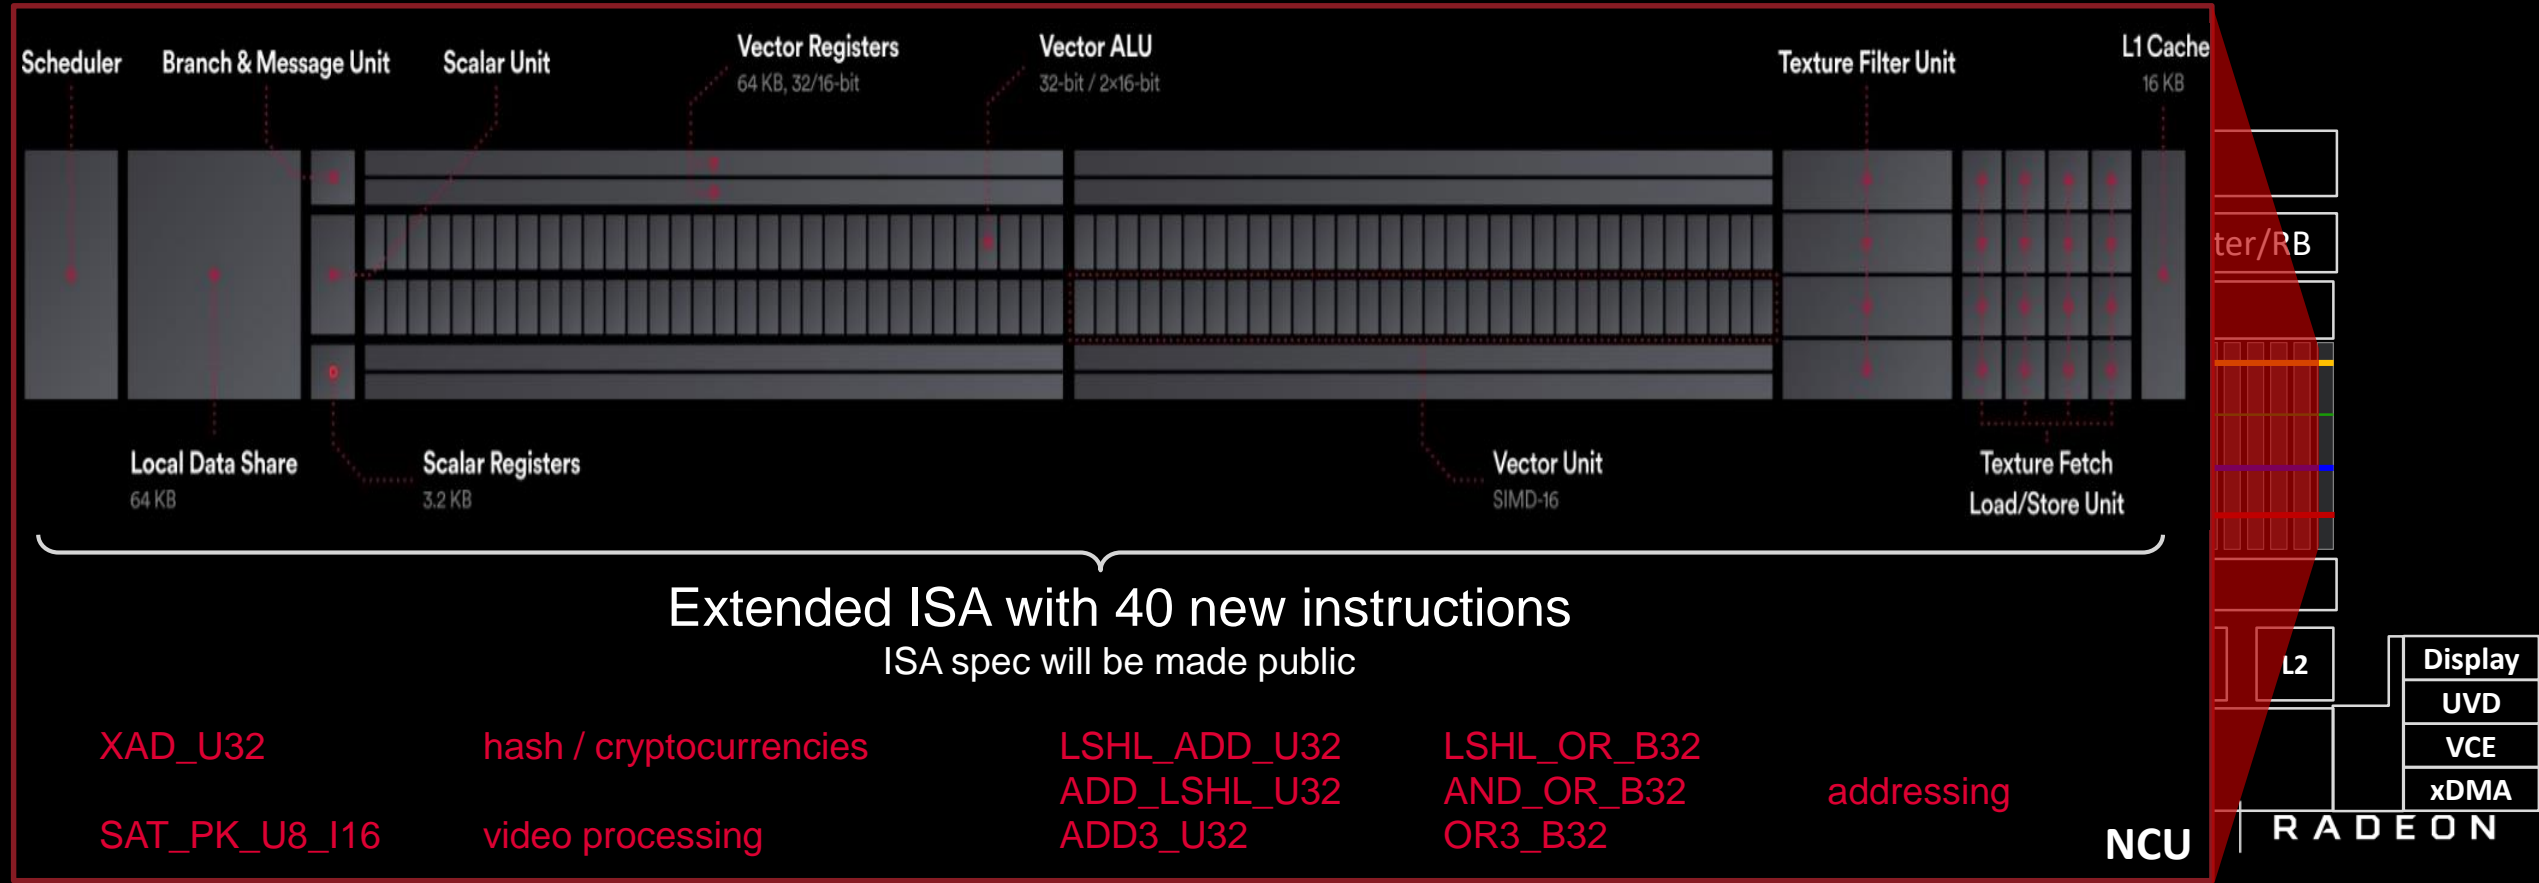 Scheduler
Branch & Message Unit
Scalar Unit
Vector Registers
64 KB, 32/16-bit
Vector ALU
32-bit / 2×16-bit
Texture Filter Unit
L1 Cache
16 KB
ter/RB
Local Data Share
64 KB
Scalar Registers
3.2 KB
Vector Unit
SIMD-16
Texture Fetch
Load/Store Unit
Extended ISA with 40 new instructions
ISA spec will be made public
L2
Display
UVD
VCE
xDMA
XAD_U32 hash / cryptocurrencies LSHL_ADD_U32 LSHL_OR_B32
ADD_LSHL_U32 AND_OR_B32 addressing
SAT_PK_U8_I16 video processing ADD3_U32 OR3_B32
NCU
RADEON